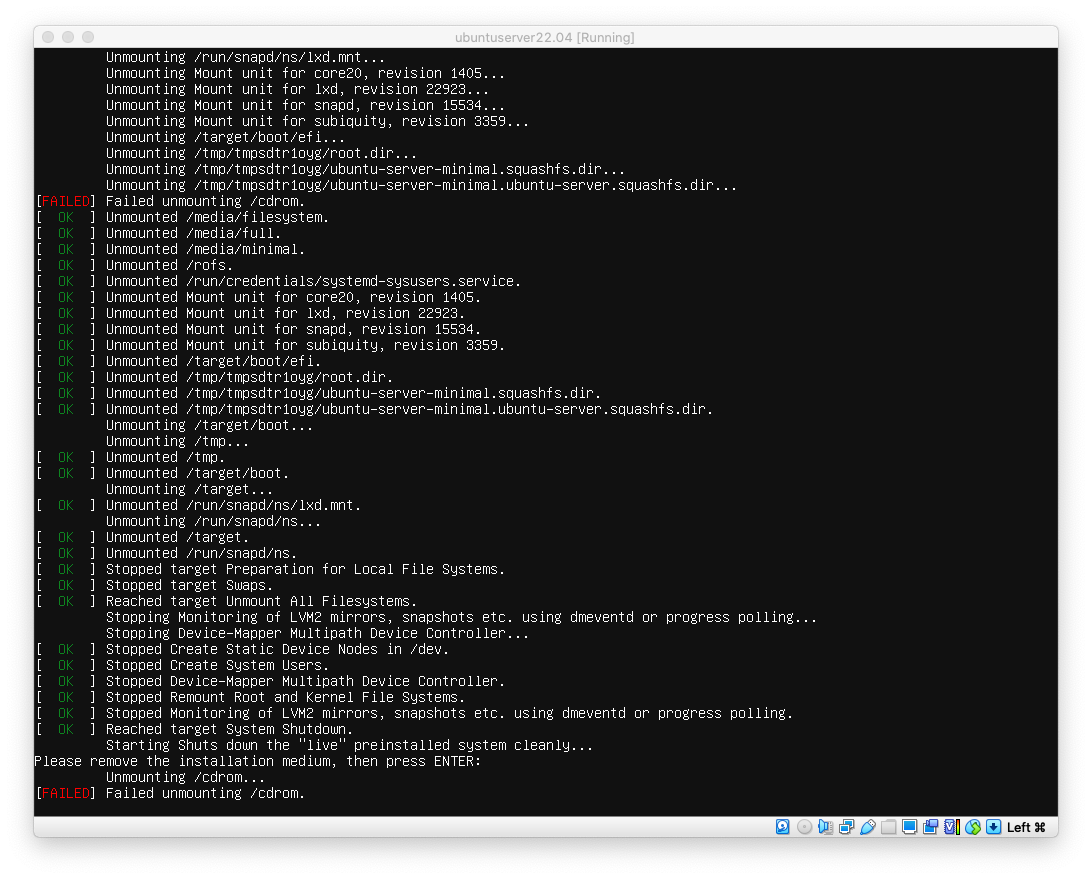 ubuntuserver22.04 [Running]
Unmounting /run/snapd/ns/lxd.mnt...
Unmounting Mount unit for core20, revision 1405...
Unmounting Mount unit for lxd, revision 22923...
Unmounting Mount unit for snapd, revision 15534...
Unmounting Mount unit for subiquity, revision 3359...
Unmounting /target/boot/efi...
Unmounting /tmp/tmpsdtr1oyg/root.dir...
Unmounting /tmp/tmpsdtr1oyg/ubuntu-server-minimal.squashfs.dir...
Unmounting /tmp/tmpsdtr1oyg/ubuntu-server-minimal.ubuntu-server.squashfs.dir...
[FAILED] Failed unmounting /cdrom.
[  OK  ] Unmounted /media/filesystem.
[  OK  ] Unmounted /media/full.
[  OK  ] Unmounted /media/minimal.
[  OK  ] Unmounted /rofs.
[  OK  ] Unmounted /run/credentials/systemd-sysusers.service.
[  OK  ] Unmounted Mount unit for core20, revision 1405.
[  OK  ] Unmounted Mount unit for lxd, revision 22923.
[  OK  ] Unmounted Mount unit for snapd, revision 15534.
[  OK  ] Unmounted Mount unit for subiquity, revision 3359.
[  OK  ] Unmounted /target/boot/efi.
[  OK  ] Unmounted /tmp/tmpsdtr1oyg/root.dir.
[  OK  ] Unmounted /tmp/tmpsdtr1oyg/ubuntu-server-minimal.squashfs.dir.
[  OK  ] Unmounted /tmp/tmpsdtr1oyg/ubuntu-server-minimal.ubuntu-server.squashfs.dir.
Unmounting /target/boot...
Unmounting /tmp...
[  OK  ] Unmounted /tmp.
[  OK  ] Unmounted /target/boot.
Unmounting /target...
[  OK  ] Unmounted /run/snapd/ns/lxd.mnt.
Unmounting /run/snapd/ns...
[  OK  ] Unmounted /target.
[  OK  ] Unmounted /run/snapd/ns.
[  OK  ] Stopped target Preparation for Local File Systems.
[  OK  ] Stopped target Swaps.
[  OK  ] Reached target Unmount All Filesystems.
Stopping Monitoring of LVM2 mirrors, snapshots etc. using dmeventd or progress polling...
Stopping Device-Mapper Multipath Device Controller...
[  OK  ] Stopped Create Static Device Nodes in /dev.
[  OK  ] Stopped Create System Users.
[  OK  ] Stopped Device-Mapper Multipath Device Controller.
[  OK  ] Stopped Remount Root and Kernel File Systems.
[  OK  ] Stopped Monitoring of LVM2 mirrors, snapshots etc. using dmeventd or progress polling.
[  OK  ] Reached target System Shutdown.
Starting Shuts down the "live" preinstalled system cleanly...
Please remove the installation medium, then press ENTER:
Unmounting /cdrom...
[FAILED] Failed unmounting /cdrom.
Left ⌘